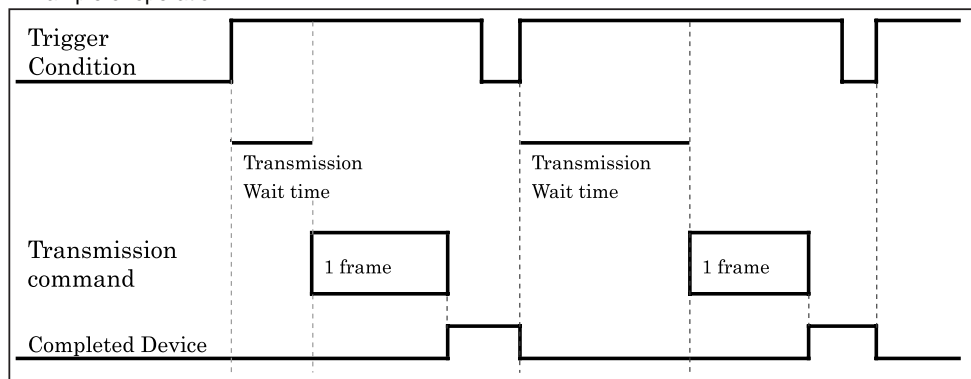 Trigger
Condition
Transmission
Wait time
Transmission
Wait time
Transmission
command
1 frame
1 frame
Completed Device